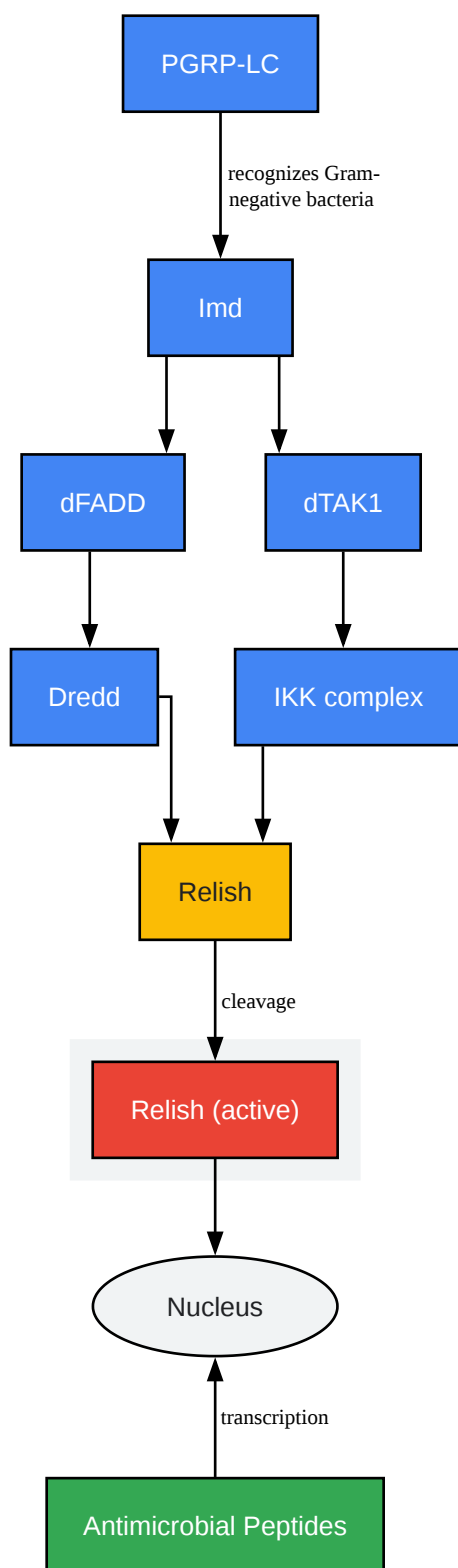 PGRP-LC
recognizes Gram-
negative bacteria
Imd
dFADD
dTAK1
Dredd
IKK complex
Relish
cleavage
Relish (active)
Nucleus
transcription
Antimicrobial Peptides